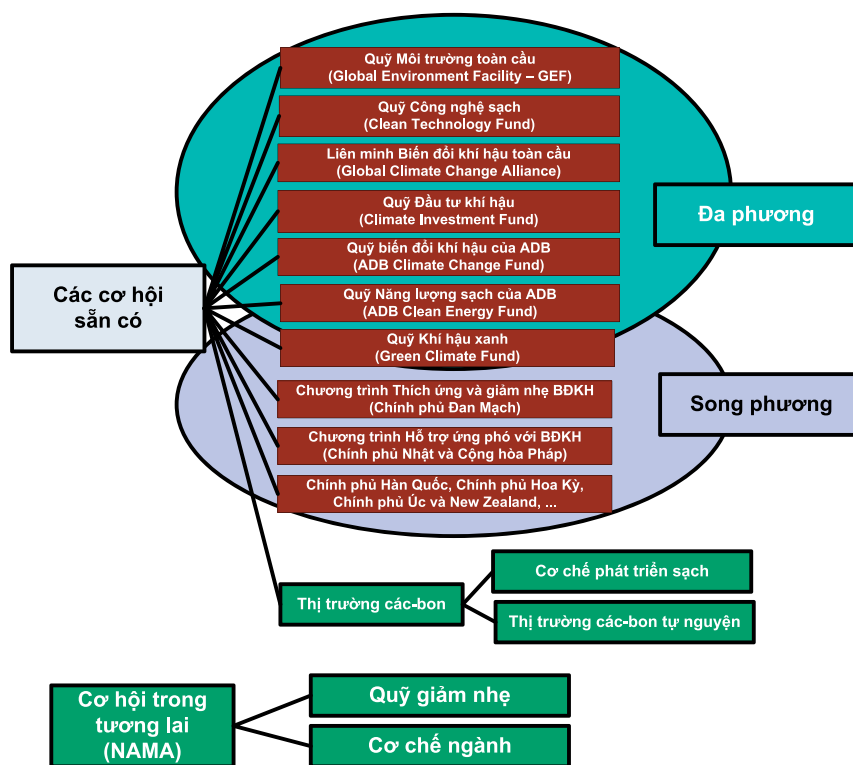 Quỹ Môi trường toàn cầu
(Global Environment Facility – GEF)
Quỹ Công nghệ sạch
(Clean Technology Fund)
Liên minh Biến đổi khí hậu toàn cầu
(Global Climate Change Alliance)
Quỹ Đầu tư khí hậu
(Climate Investment Fund)
Đa phương
Quỹ biến đổi khí hậu của ADB
(ADB Climate Change Fund)
Các cơ hội
sẵn có
Quỹ Năng lượng sạch của ADB
(ADB Clean Energy Fund)
Quỹ Khí hậu xanh
(Green Climate Fund)
Chương trình Thích ứng và giảm nhẹ BĐKH
(Chính phủ Đan Mạch)
Song phương
Chương trình Hỗ trợ ứng phó với BĐKH
(Chính phủ Nhật và Cộng hòa Pháp)
Chính phủ Hàn Quốc, Chính phủ Hoa Kỳ,
Chính phủ Úc và New Zealand, ...
Thị trường các-bon
Cơ chế phát triển sạch
Thị trường các-bon tự nguyện
Cơ hội trong
tương lai
(NAMA)
Quỹ giảm nhẹ
Cơ chế ngành